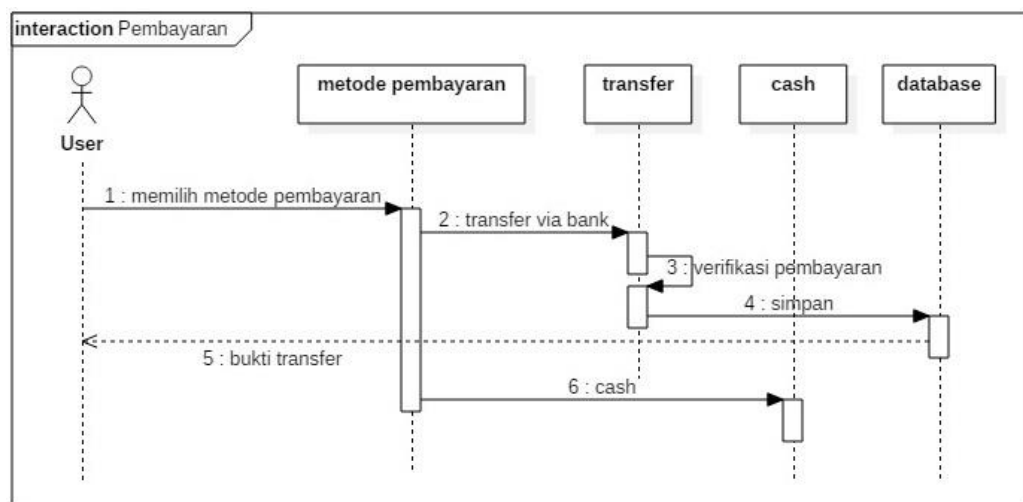 interaction Pembayaran
User
metode pembayaran
transfer
cash
database
1 : memilih metode pembayaran
2 : transfer via bank
3 : verifikasi pembayaran
4 : simpan
5 : bukti transfer
6 : cash